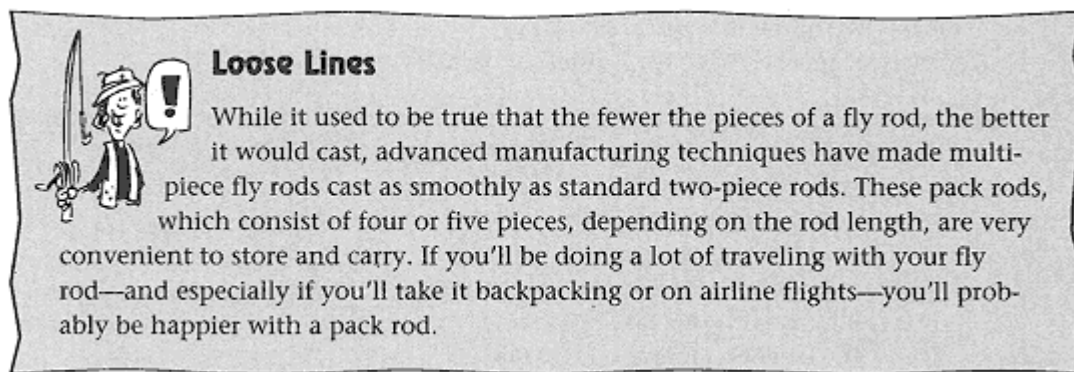 Loose Lines
!
While it used to be true that the fewer the pieces of a fly rod, the better
it would cast, advanced manufacturing techniques have made multi-
piece fly rods cast as smoothly as standard two-piece rods. These pack rods,
which consist of four or five pieces, depending on the rod length, are very
convenient to store and carry. If you'll be doing a lot of traveling with your fly
rod—and especially if you'll take it backpacking or on airline flights—you'll prob-
ably be happier with a pack rod.